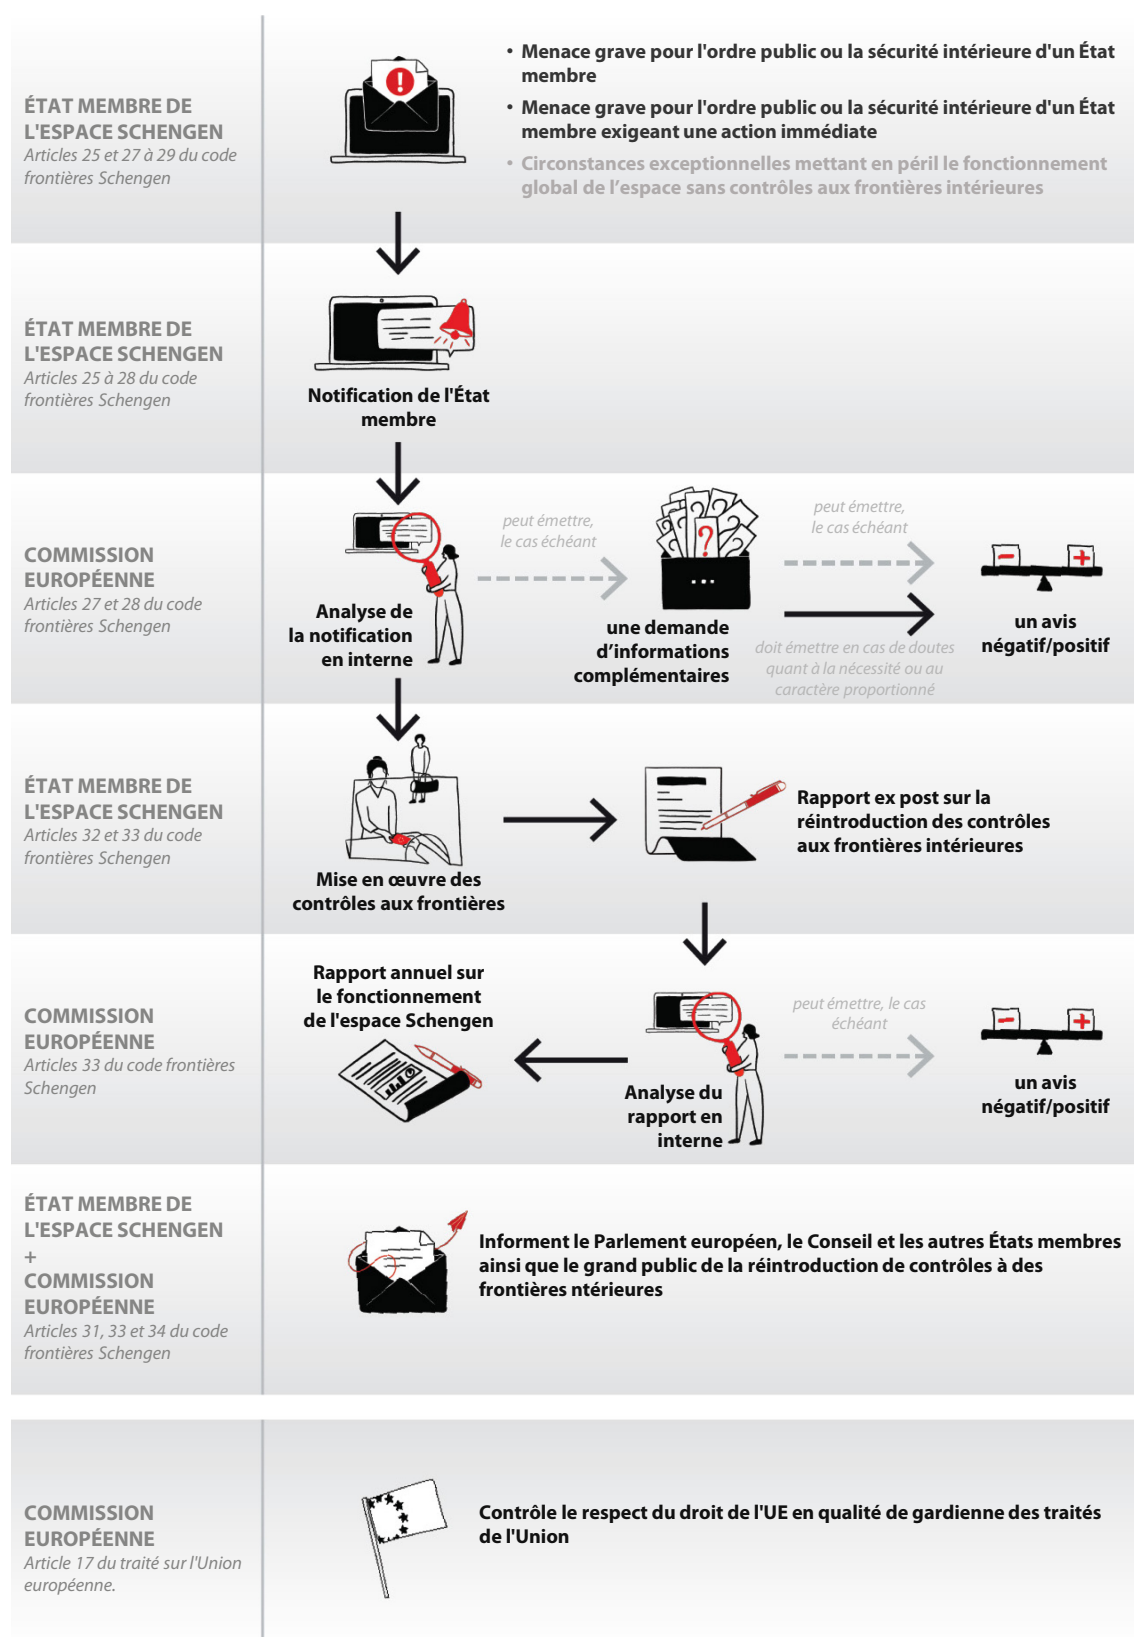 ÉTAT MEMBRE DE
L'ESPACE SCHENGEN
Articles 25 et 27 à 29 du code
frontières Schengen
• Menace grave pour l'ordre public ou la sécurité intérieure d'un État
membre
• Menace grave pour l'ordre public ou la sécurité intérieure d'un État
membre exigeant une action immédiate
• Circonstances exceptionnelles mettant en péril le fonctionnement
global de l’espace sans contrôles aux frontières intérieures
ÉTAT MEMBRE DE
L'ESPACE SCHENGEN
Articles 25 à 28 du code
frontières Schengen
Notification de l'État
membre
COMMISSION
EUROPÉENNE
Articles 27 et 28 du code
frontières Schengen
Analyse de
la notification
en interne
peut émettre,
le cas échéant
une demande
d’informations
complémentaires
peut émettre,
le cas échéant
doit émettre en cas de doutes
quant à la nécessité ou au
caractère proportionné
un avis
négatif/positif
ÉTAT MEMBRE DE
L'ESPACE SCHENGEN
Articles 32 et 33 du code
frontières Schengen
Mise en œuvre des
contrôles aux frontières
Rapport ex post sur la
réintroduction des contrôles
aux frontières intérieures
COMMISSION
EUROPÉENNE
Articles 33 du code frontières
Schengen
Rapport annuel sur
le fonctionnement
de l'espace Schengen
Analyse du
rapport en
interne
peut émettre, le cas
échéant
un avis
négatif/positif
ÉTAT MEMBRE DE
L'ESPACE SCHENGEN
+
COMMISSION
EUROPÉENNE
Articles 31, 33 et 34 du code
frontières Schengen
Informent le Parlement européen, le Conseil et les autres États membres
ainsi que le grand public de la réintroduction de contrôles à des
frontières ntérieures
COMMISSION
EUROPÉENNE
Article 17 du traité sur l'Union
européenne.
Contrôle le respect du droit de l'UE en qualité de gardienne des traités
de l'Union